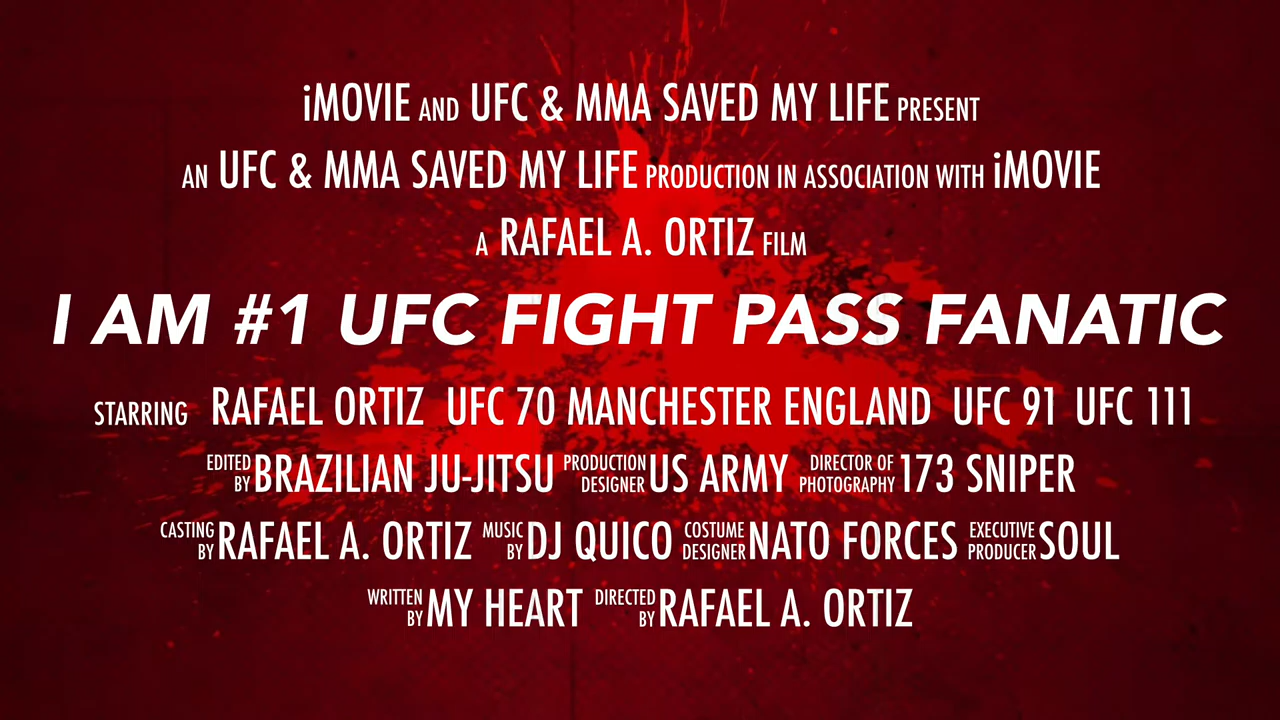 iMOVIE AND UFC & MMA SAVED MY LIFE PRESENT
AN UFC & MMA SAVED MY LIFE PRODUCTION IN ASSOCIATION WITH iMOVIE
A RAFAEL A. ORTIZ FILM
I AM #1 UFC FIGHT PASS FANATIC
STARRING RAFAEL ORTIZ UFC 70 MANCHESTER ENGLAND UFC 91 UFC 111
EDITED BY BRAZILIAN JU-JITSU PRODUCTION DESIGNER US ARMY DIRECTOR OF PHOTOGRAPHY 173 SNIPER
CASTING BY RAFAEL A. ORTIZ MUSIC BY DJ QUICO COSTUME DESIGNER NATO FORCES EXECUTIVE PRODUCER SOUL
WRITTEN BY MY HEART DIRECTED BY RAFAEL A. ORTIZ